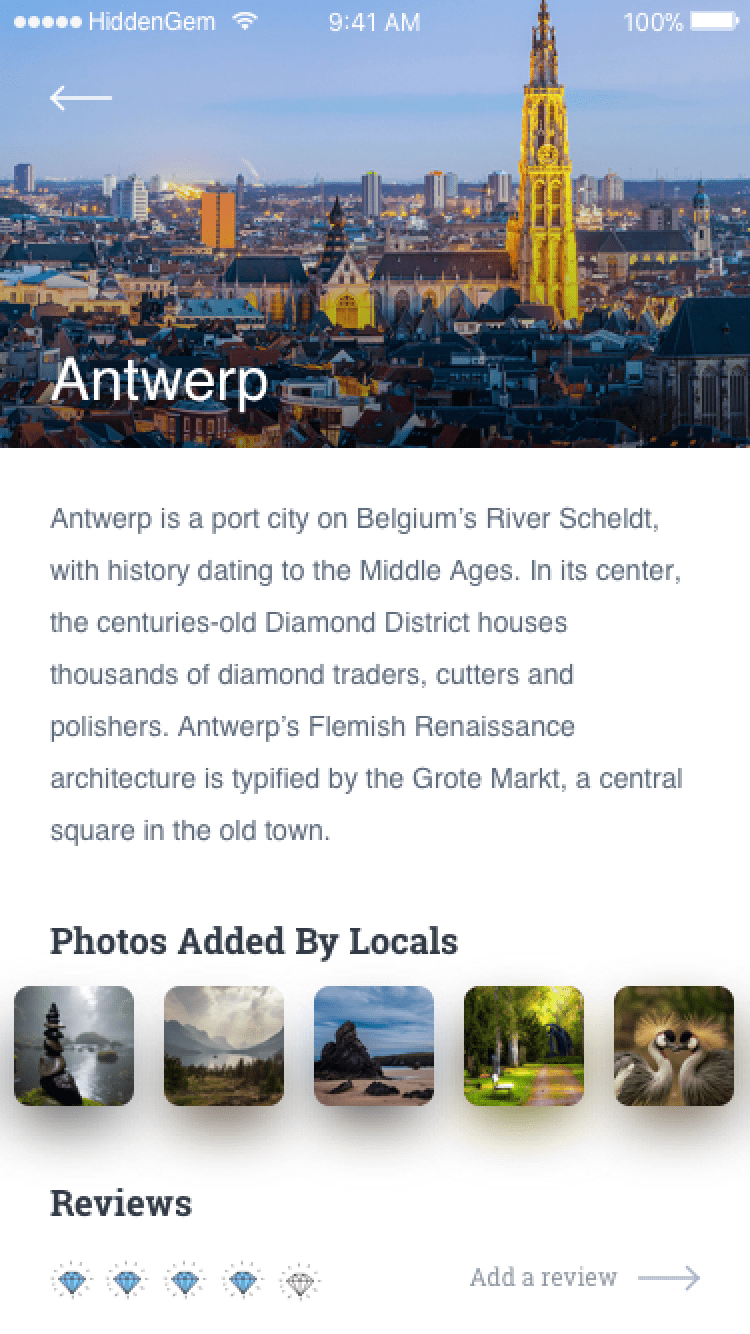 HiddenGem 9:41 AM 100%
Antwerp
Antwerp is a port city on Belgium’s River Scheldt,
with history dating to the Middle Ages. In its center,
the centuries-old Diamond District houses
thousands of diamond traders, cutters and
polishers. Antwerp’s Flemish Renaissance
architecture is typified by the Grote Markt, a central
square in the old town.
Photos Added By Locals
Reviews
Add a review